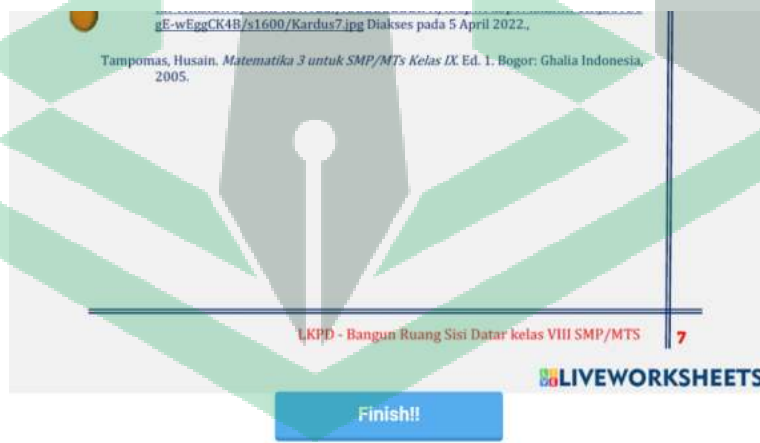 gE-wEggCK4B/s1600/Kardus7.jpg Diakses pada 5 April 2022.,
Tampomas, Husain. Matematika 3 untuk SMP/MTs Kelas IX. Ed. 1. Bogor: Ghalia Indonesia,
2005.
LKPD - Bangun Ruang Sisi Datar kelas VIII SMP/MTS
7
LIVEWORKSHEETS
Finish!!